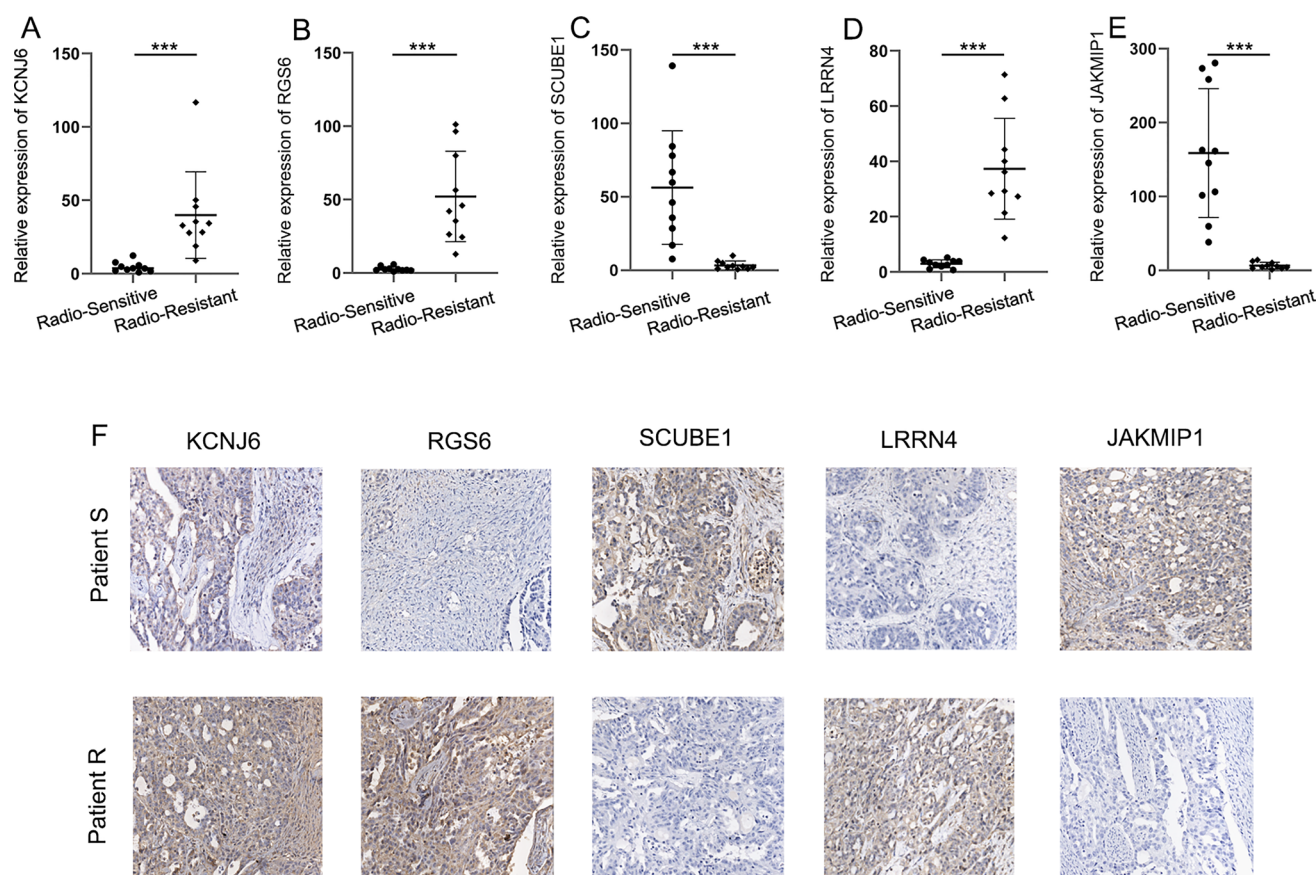 A
Relative expression of KCNJ6
150
100
50
0
***
Radio-Sensitive
Radio-Resistant
B
Relative expression of RGS6
150
100
50
0
***
Radio-Sensitive
Radio-Resistant
C
Relative expression of SCUBE1
150
100
50
0
***
Radio-Sensitive
Radio-Resistant
D
Relative expression of LRRN4
80
60
40
20
0
***
Radio-Sensitive
Radio-Resistant
E
Relative expression of JAKMIP1
300
200
100
0
***
Radio-Sensitive
Radio-Resistant
F
KCNJ6
RGS6
SCUBE1
LRRN4
JAKMIP1
Patient S
Patient R